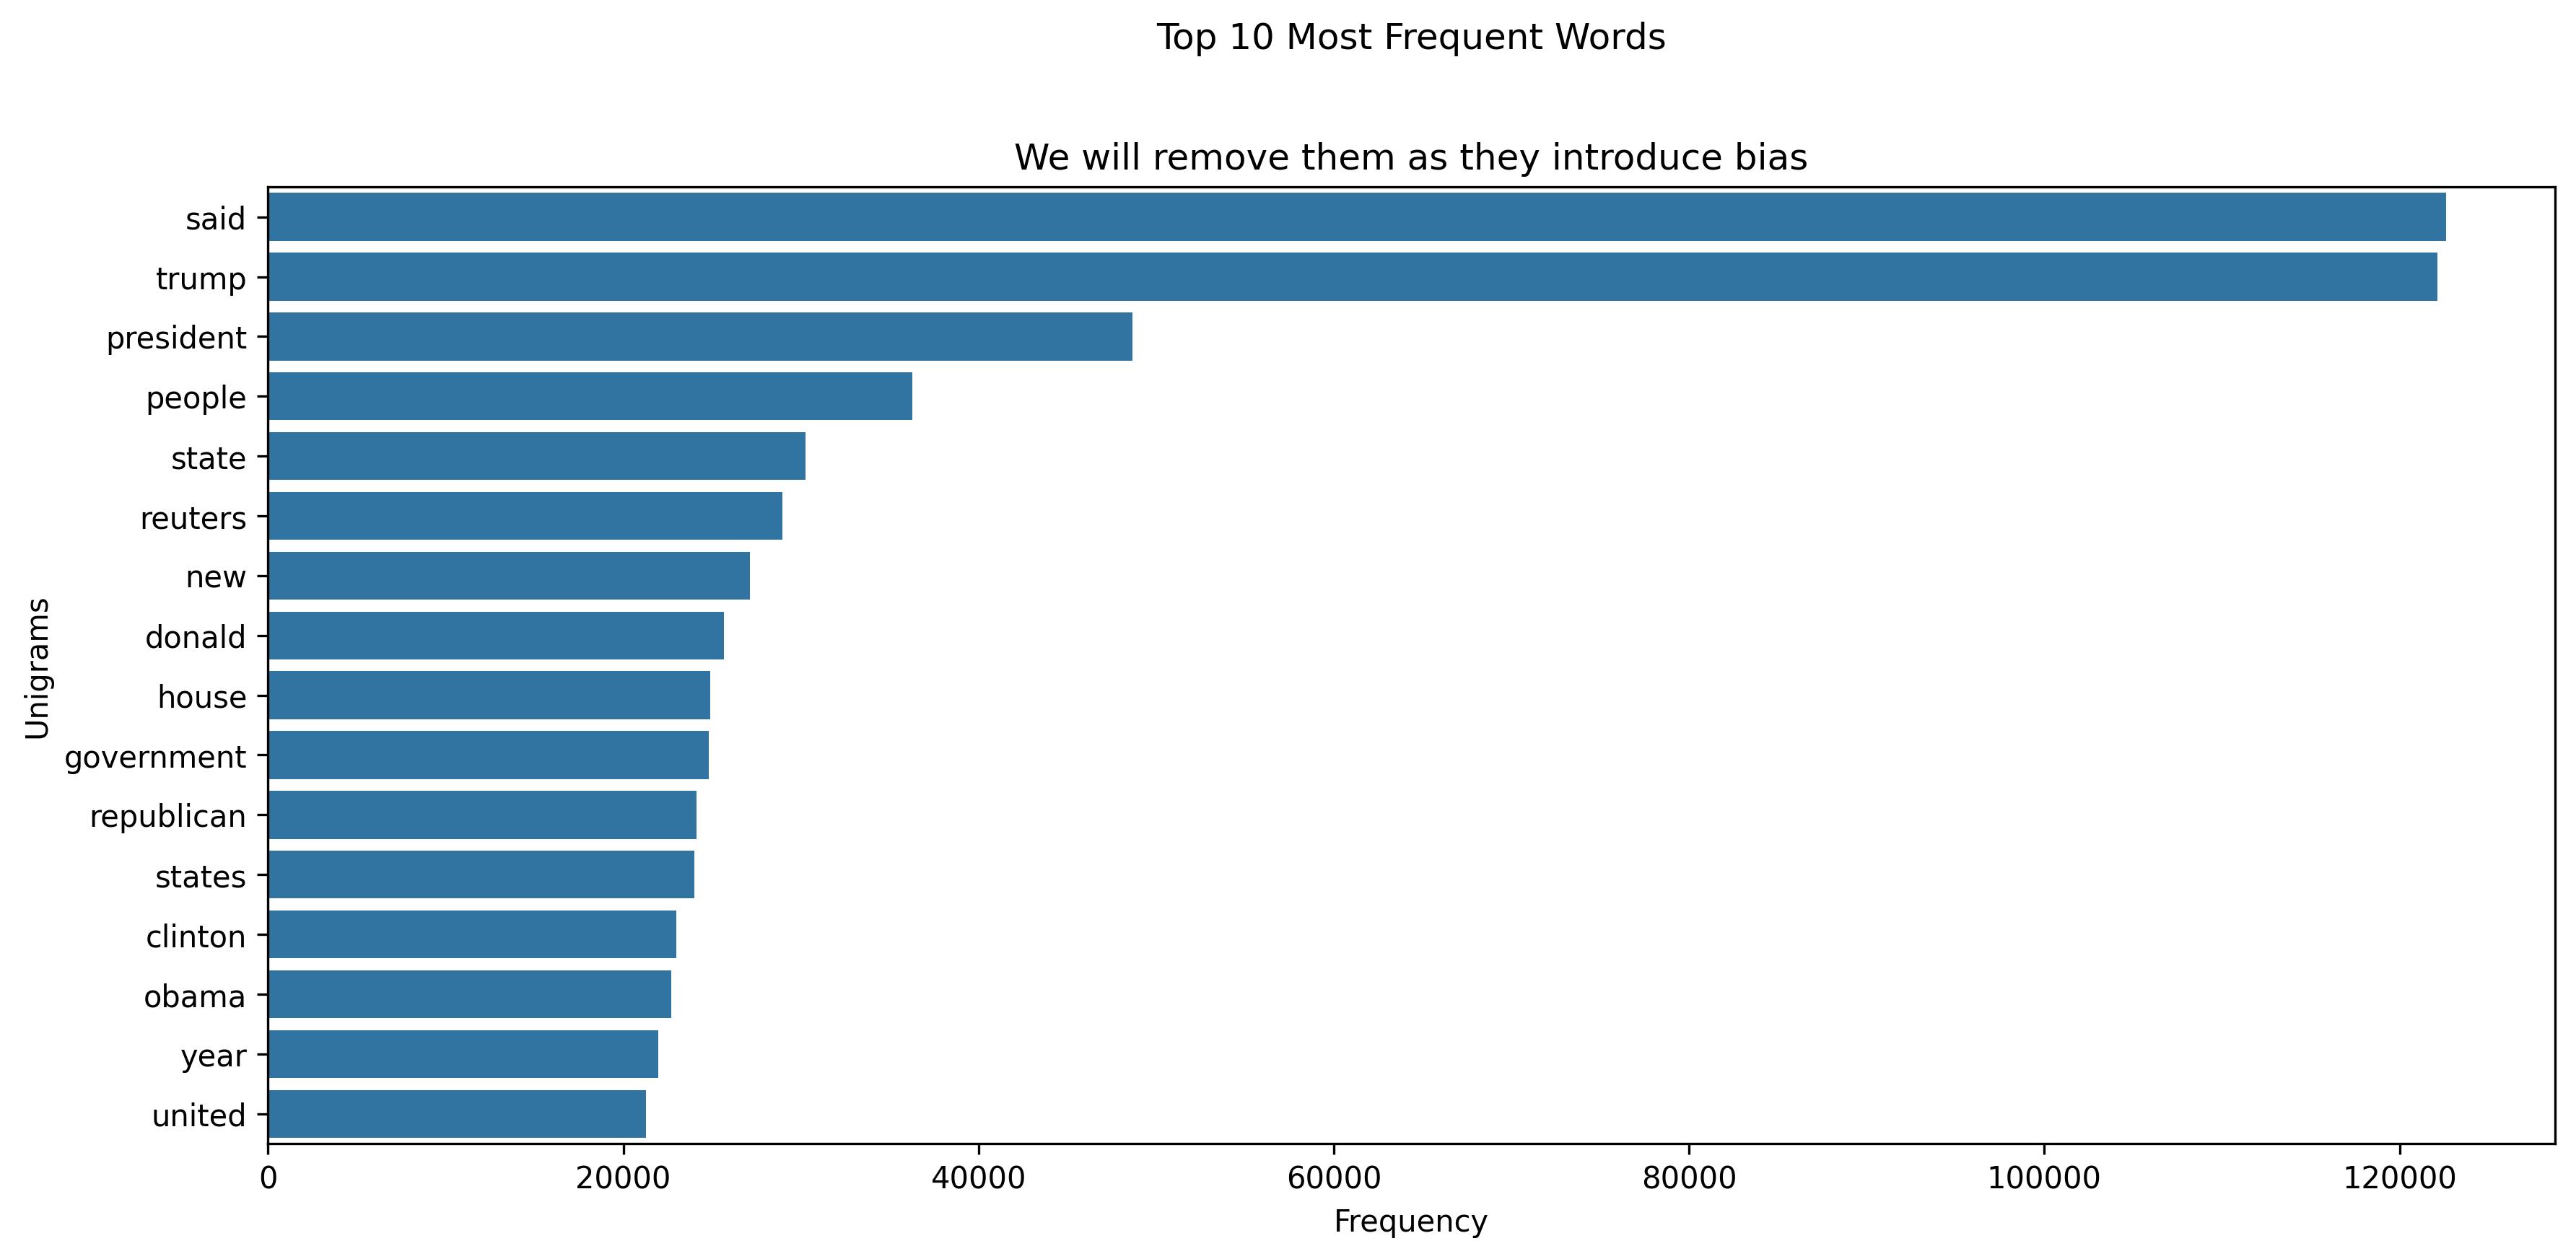 Top 10 Most Frequent Words
We will remove them as they introduce bias
said
trump
president
people
state
reuters
new
donald
house
government
republican
states
clinton
obama
year
united
Unigrams
0 20000 40000 60000 80000 100000 120000
Frequency